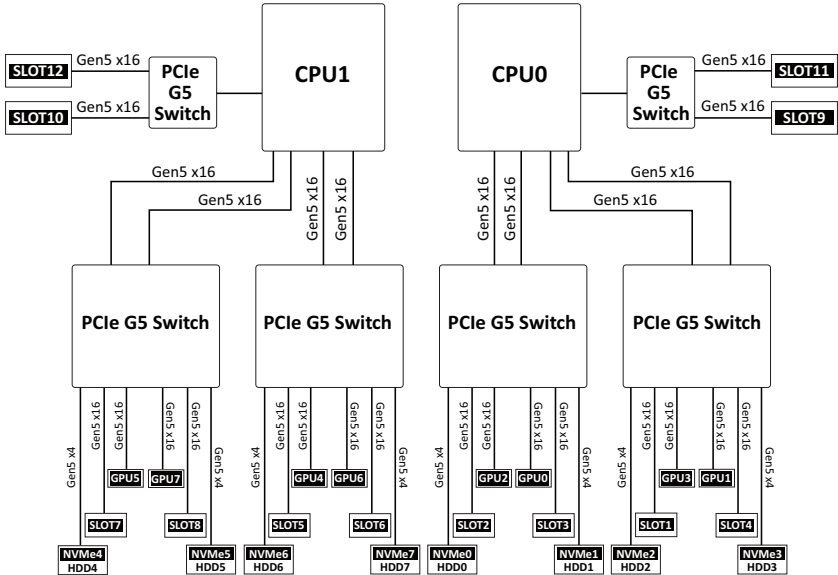 CPU1
CPU0
Gen5 x16
SLOT12
PCIe
G5
Switch
Gen5 x16
SLOT10
Gen5 x16
SLOT11
PCIe
G5
Switch
Gen5 x16
SLOT9
Gen5 x16
Gen5 x16
Gen5 x16
Gen5 x16
Gen5 x16
Gen5 x16
Gen5 x16
Gen5 x16
PCIe G5 Switch
PCIe G5 Switch
PCIe G5 Switch
PCIe G5 Switch
Gen5 x4
Gen5 x16
Gen5 x16
Gen5 x16
Gen5 x16
Gen5 x4
Gen5 x4
Gen5 x16
Gen5 x16
Gen5 x16
Gen5 x16
Gen5 x4
Gen5 x4
Gen5 x16
Gen5 x16
Gen5 x16
Gen5 x16
Gen5 x4
Gen5 x4
Gen5 x16
Gen5 x16
Gen5 x16
Gen5 x16
Gen5 x4
GPU5
GPU7
GPU4
GPU6
GPU2
GPU0
GPU3
GPU1
SLOT7
SLOT8
SLOT5
SLOT6
SLOT2
SLOT3
SLOT1
SLOT4
NVMe4
HDD4
NVMe5
HDD5
NVMe6
HDD6
NVMe7
HDD7
NVMe0
HDD0
NVMe1
HDD1
NVMe2
HDD2
NVMe3
HDD3